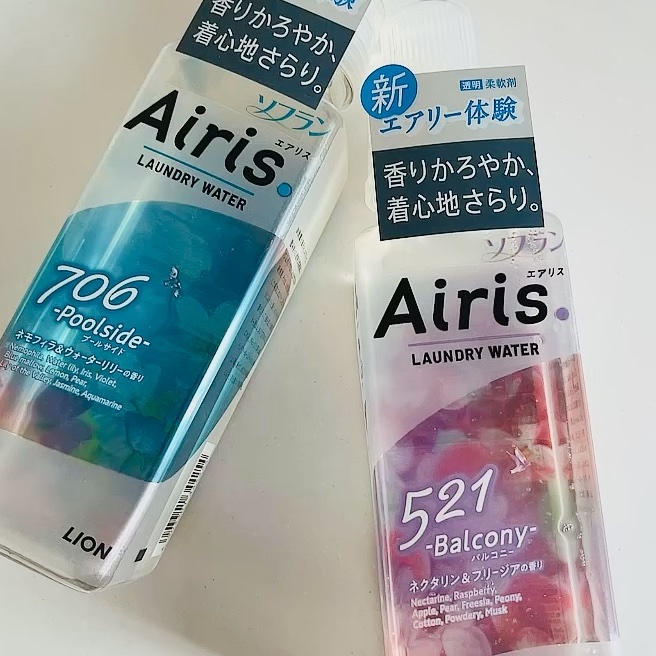 香りかろやか、
着心地さらり。
ソフラン
エアリス
Airis.
LAUNDRY WATER
706
-Poolside-
プールサイド
ネモフィラ&ウォーターリリーの香り
Nemophila, Water lily, Iris, Violet,
Blue mallow, Lemon, Pear,
Lily of the Valley, Jasmine, Aquamarine
LION
新
透明 柔軟剤
エアリー体験
香りかろやか、
着心地さらり。
ソフラン
エアリス
Airis.
LAUNDRY WATER
521
-Balcony-
バルコニー
ネクタリン&フリージアの香り
Nectarine, Raspberry,
Apple, Pear, Freesia, Peony,
Cotton, Powdery, Musk